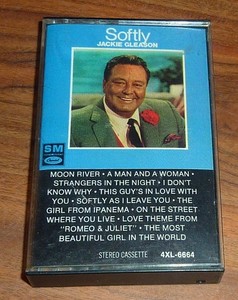 Softly
JACKIE GLEASON
SM
Capitol
MOON RIVER • A MAN AND A WOMAN •
STRANGERS IN THE NIGHT • I DON'T
KNOW WHY • THIS GUY'S IN LOVE WITH
YOU • SOFTLY AS I LEAVE YOU • THE
GIRL FROM IPANEMA • ON THE STREET
WHERE YOU LIVE • LOVE THEME FROM
"ROMEO & JULIET" • THE MOST
BEAUTIFUL GIRL IN THE WORLD
STEREO CASSETTE 4XL-6664